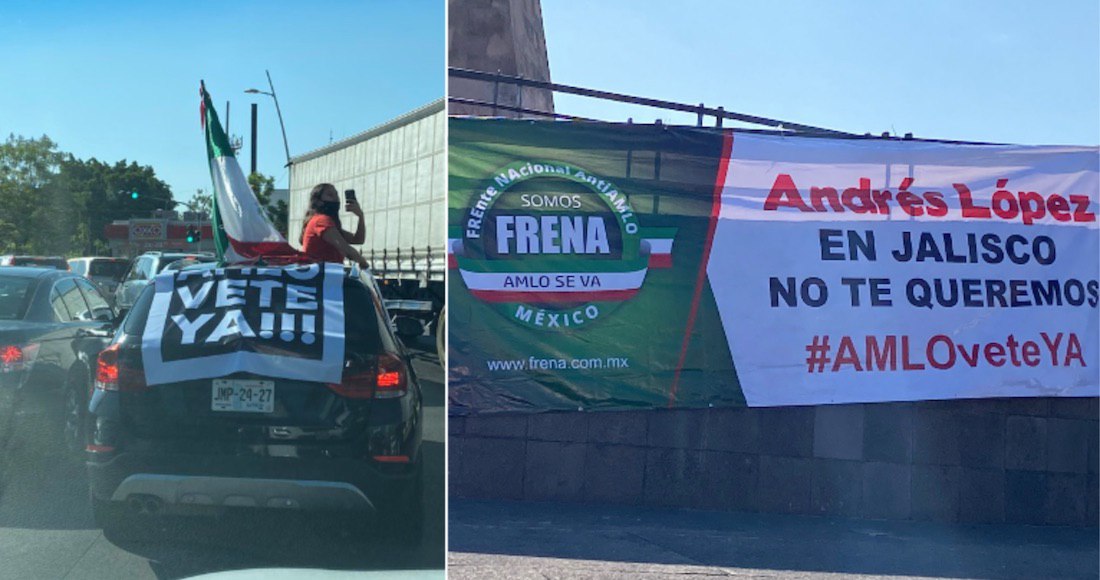 VETE
YA!!!
JMP-24-27
FREnte NAcional AntiAMLO
SOMOS
FRENA
AMLO SE VA
MÉXICO
www.frena.com.mx
Andrés López
EN JALISCO
NO TE QUEREMOS
#AMLOveteYA